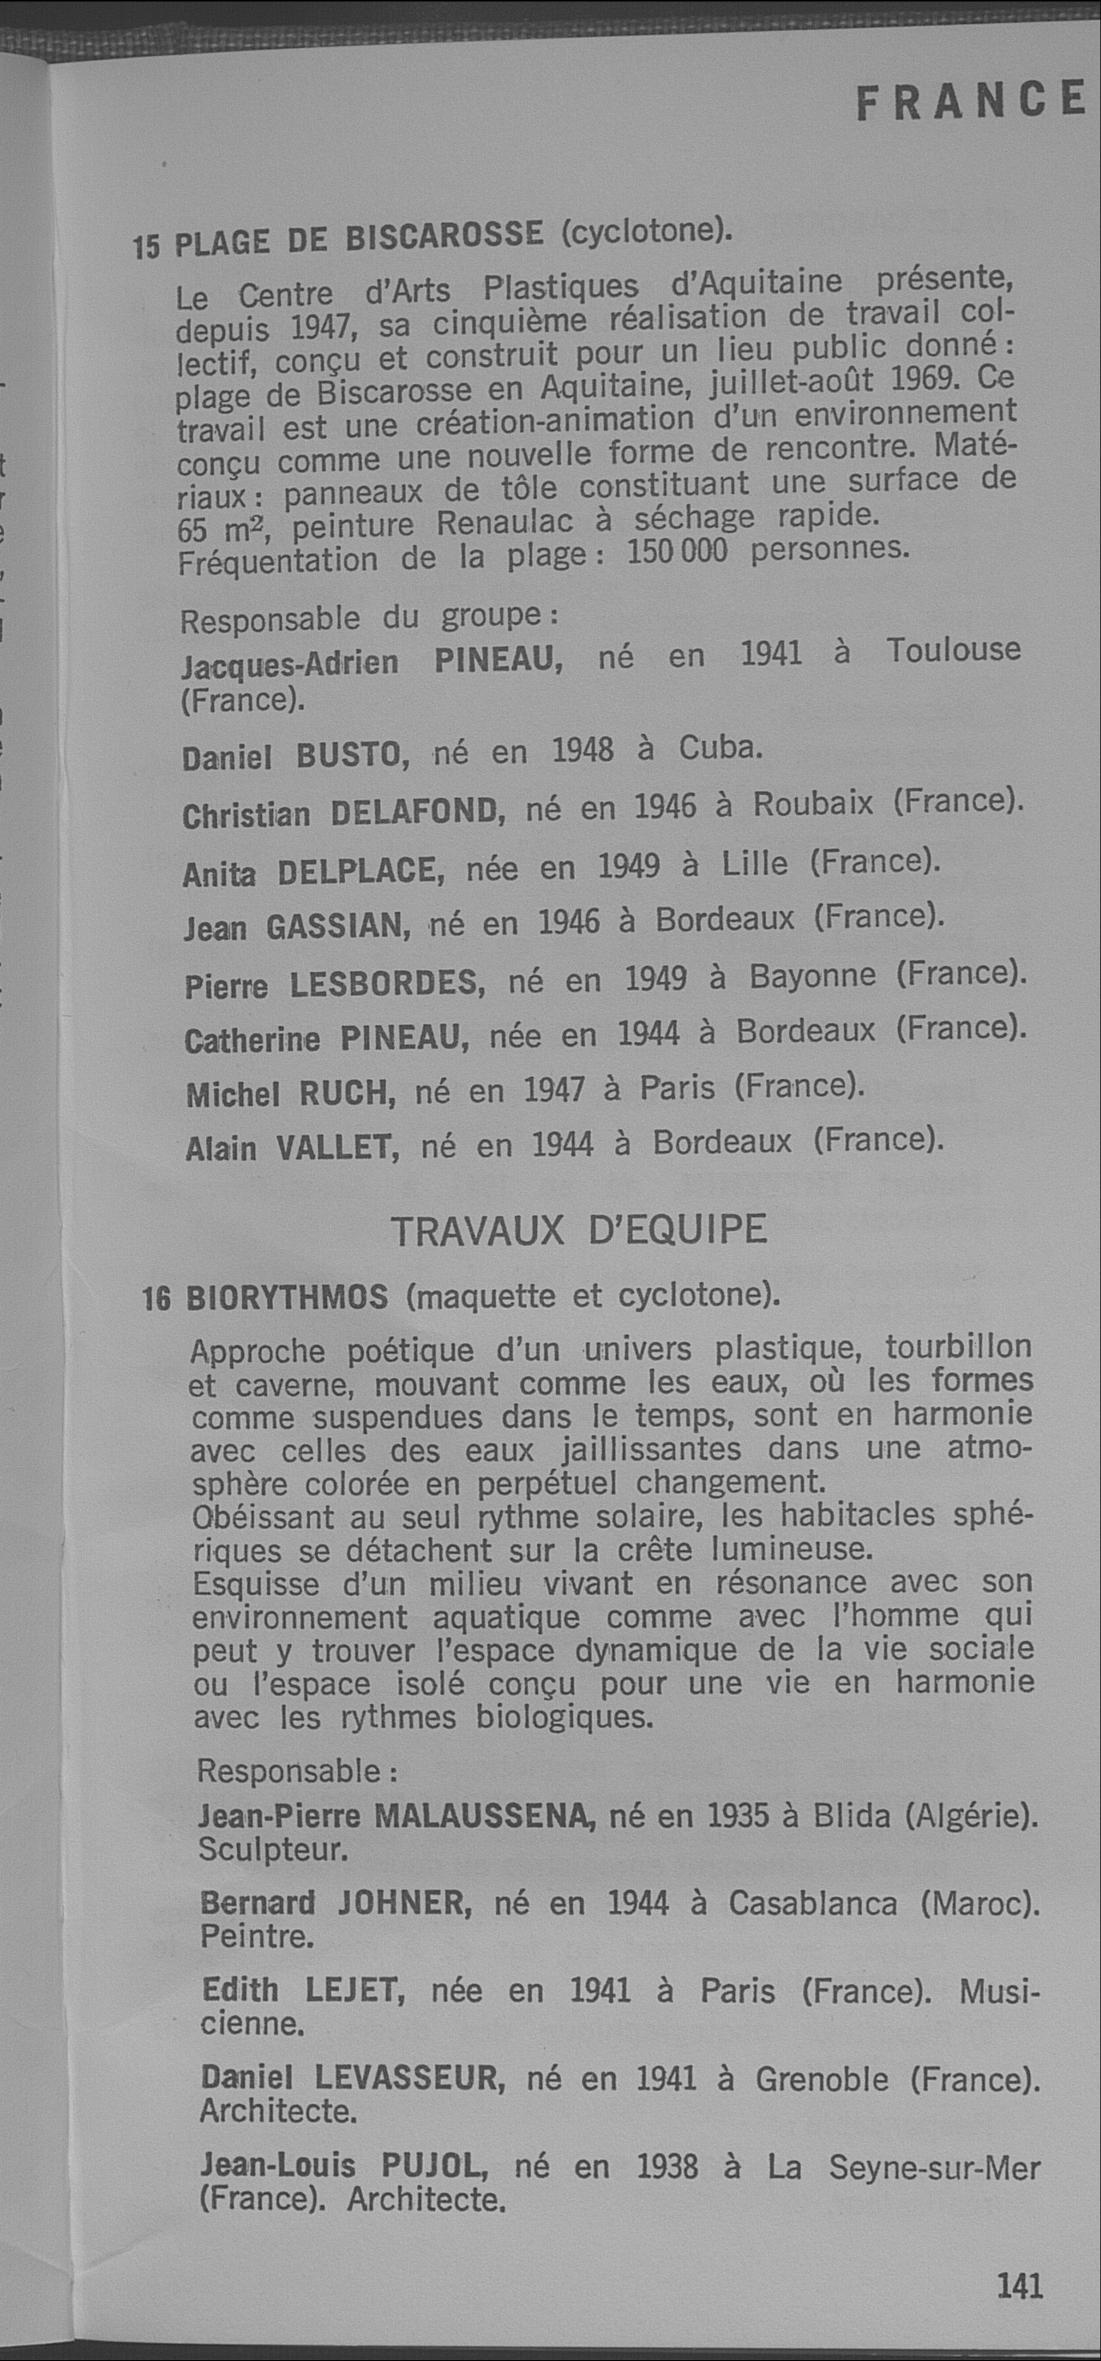 FRANCE
15 PLAGE DE BISCAROSSE (cyclotone).
Le Centre d'Arts Plastiques d'Aquitaine présente,
depuis 1947, sa cinquième réalisation de travail col-
lectif, conçu et construit pour un lieu public donné :
plage de Biscarosse en Aquitaine, juillet-août 1969. Ce
travail est une création-animation d'un environnement
conçu comme une nouvelle forme de rencontre. Maté-
riaux : panneaux de tôle constituant une surface de
65 m², peinture Renaulac à séchage rapide.
Fréquentation de la plage : 150 000 personnes.
Responsable du groupe :
Jacques-Adrien PINEAU, né en 1941 à Toulouse
(France).
Daniel BUSTO, né en 1948 à Cuba.
Christian DELAFOND, né en 1946 à Roubaix (France).
Anita DELPLACE, née en 1949 à Lille (France).
Jean GASSIAN, né en 1946 à Bordeaux (France).
Pierre LESBORDES, né en 1949 à Bayonne (France).
Catherine PINEAU, née en 1944 à Bordeaux (France).
Michel RUCH, né en 1947 à Paris (France).
Alain VALLET, né en 1944 à Bordeaux (France).
TRAVAUX D'EQUIPE
16 BIORYTHMOS (maquette et cyclotone).
Approche poétique d'un univers plastique, tourbillon
et caverne, mouvant comme les eaux, où les formes
comme suspendues dans le temps, sont en harmonie
avec celles des eaux jaillissantes dans une atmo-
sphère colorée en perpétuel changement.
Obéissant au seul rythme solaire, les habitacles sphé-
riques se détachent sur la crête lumineuse.
Esquisse d'un milieu vivant en résonance avec son
environnement aquatique comme avec l'homme qui
peut y trouver l'espace dynamique de la vie sociale
ou l'espace isolé conçu pour une vie en harmonie
avec les rythmes biologiques.
Responsable :
Jean-Pierre MALAUSSENA, né en 1935 à Blida (Algérie).
Sculpteur.
Bernard JOHNER, né en 1944 à Casablanca (Maroc).
Peintre.
Edith LEJET, née en 1941 à Paris (France). Musi-
cienne.
Daniel LEVASSEUR, né en 1941 à Grenoble (France).
Architecte.
Jean-Louis PUJOL, né en 1938 à La Seyne-sur-Mer
(France). Architecte.
141